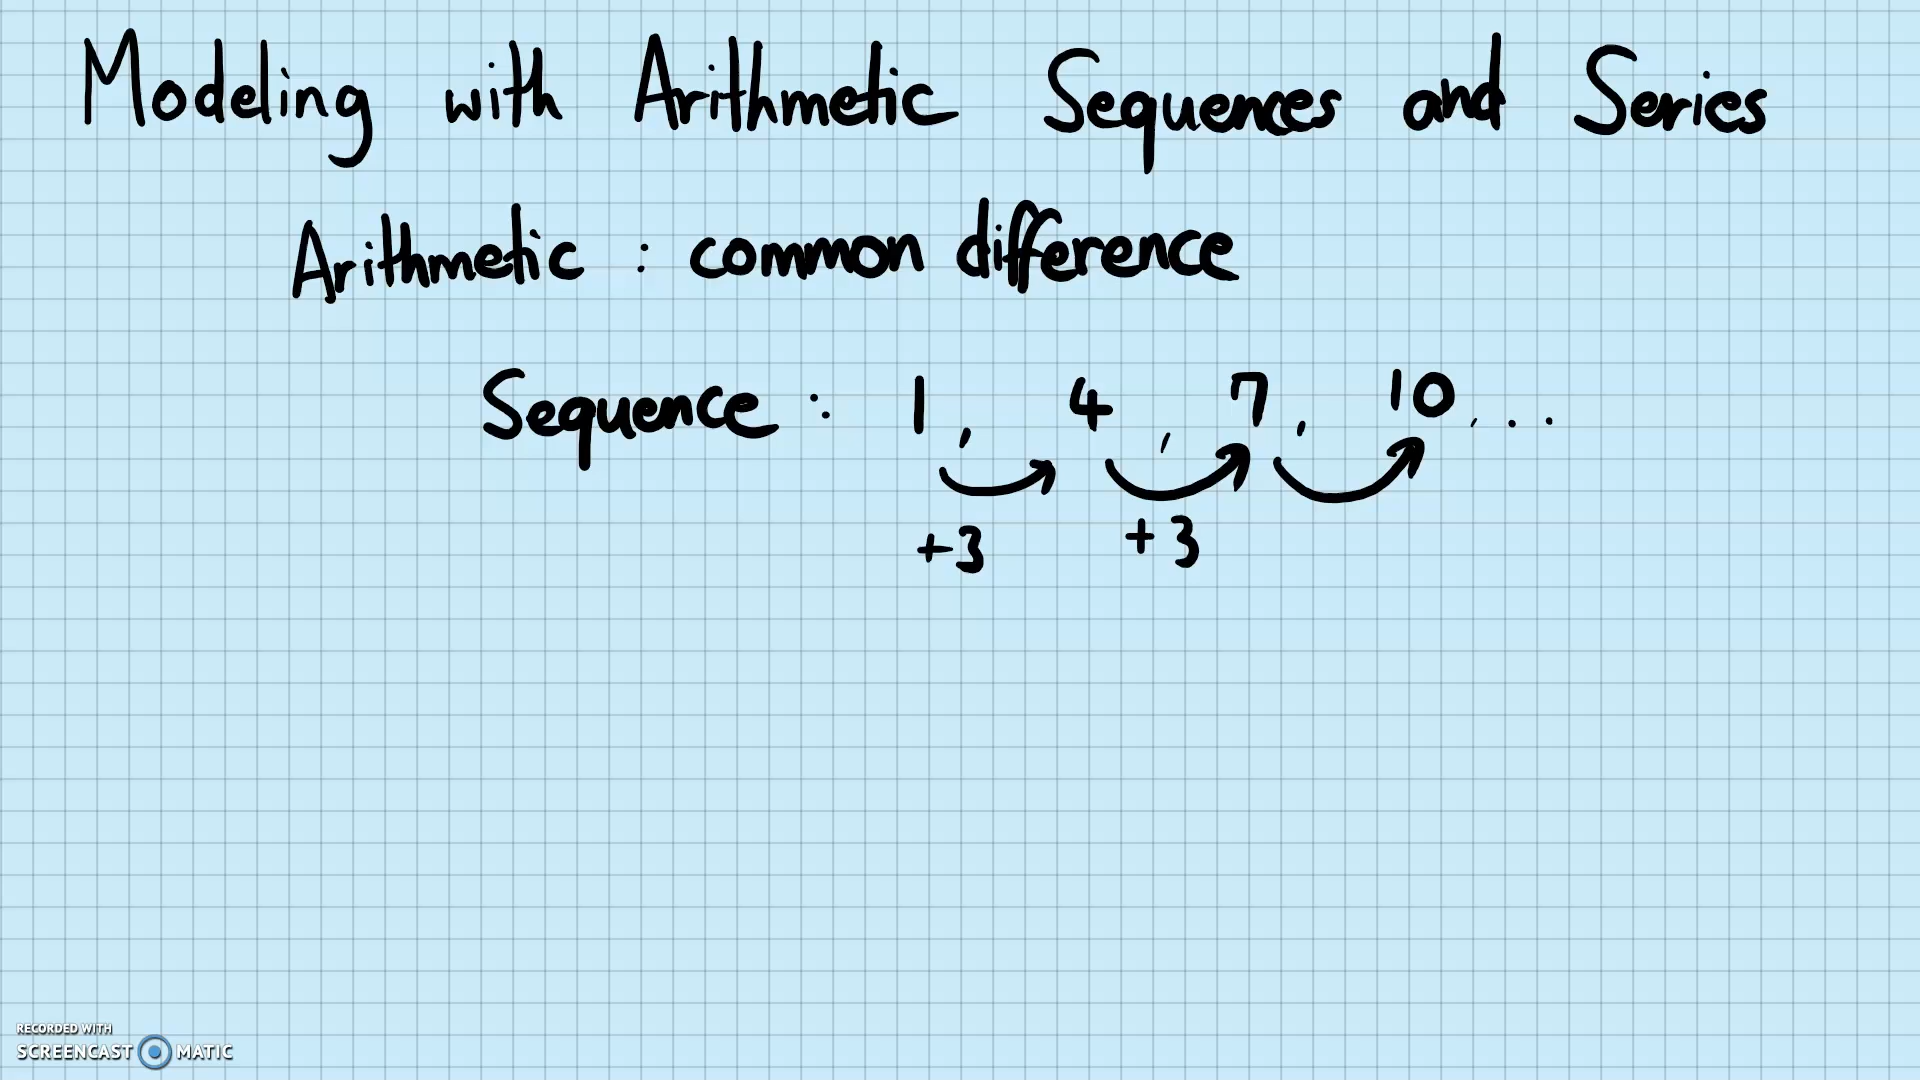 Modeling with Arithmetic Sequences and Series
Arithmetic : common difference
Sequence : 1, 4, 7, 10, ...
+3 +3
RECORDED WITH
SCREENCAST MATIC